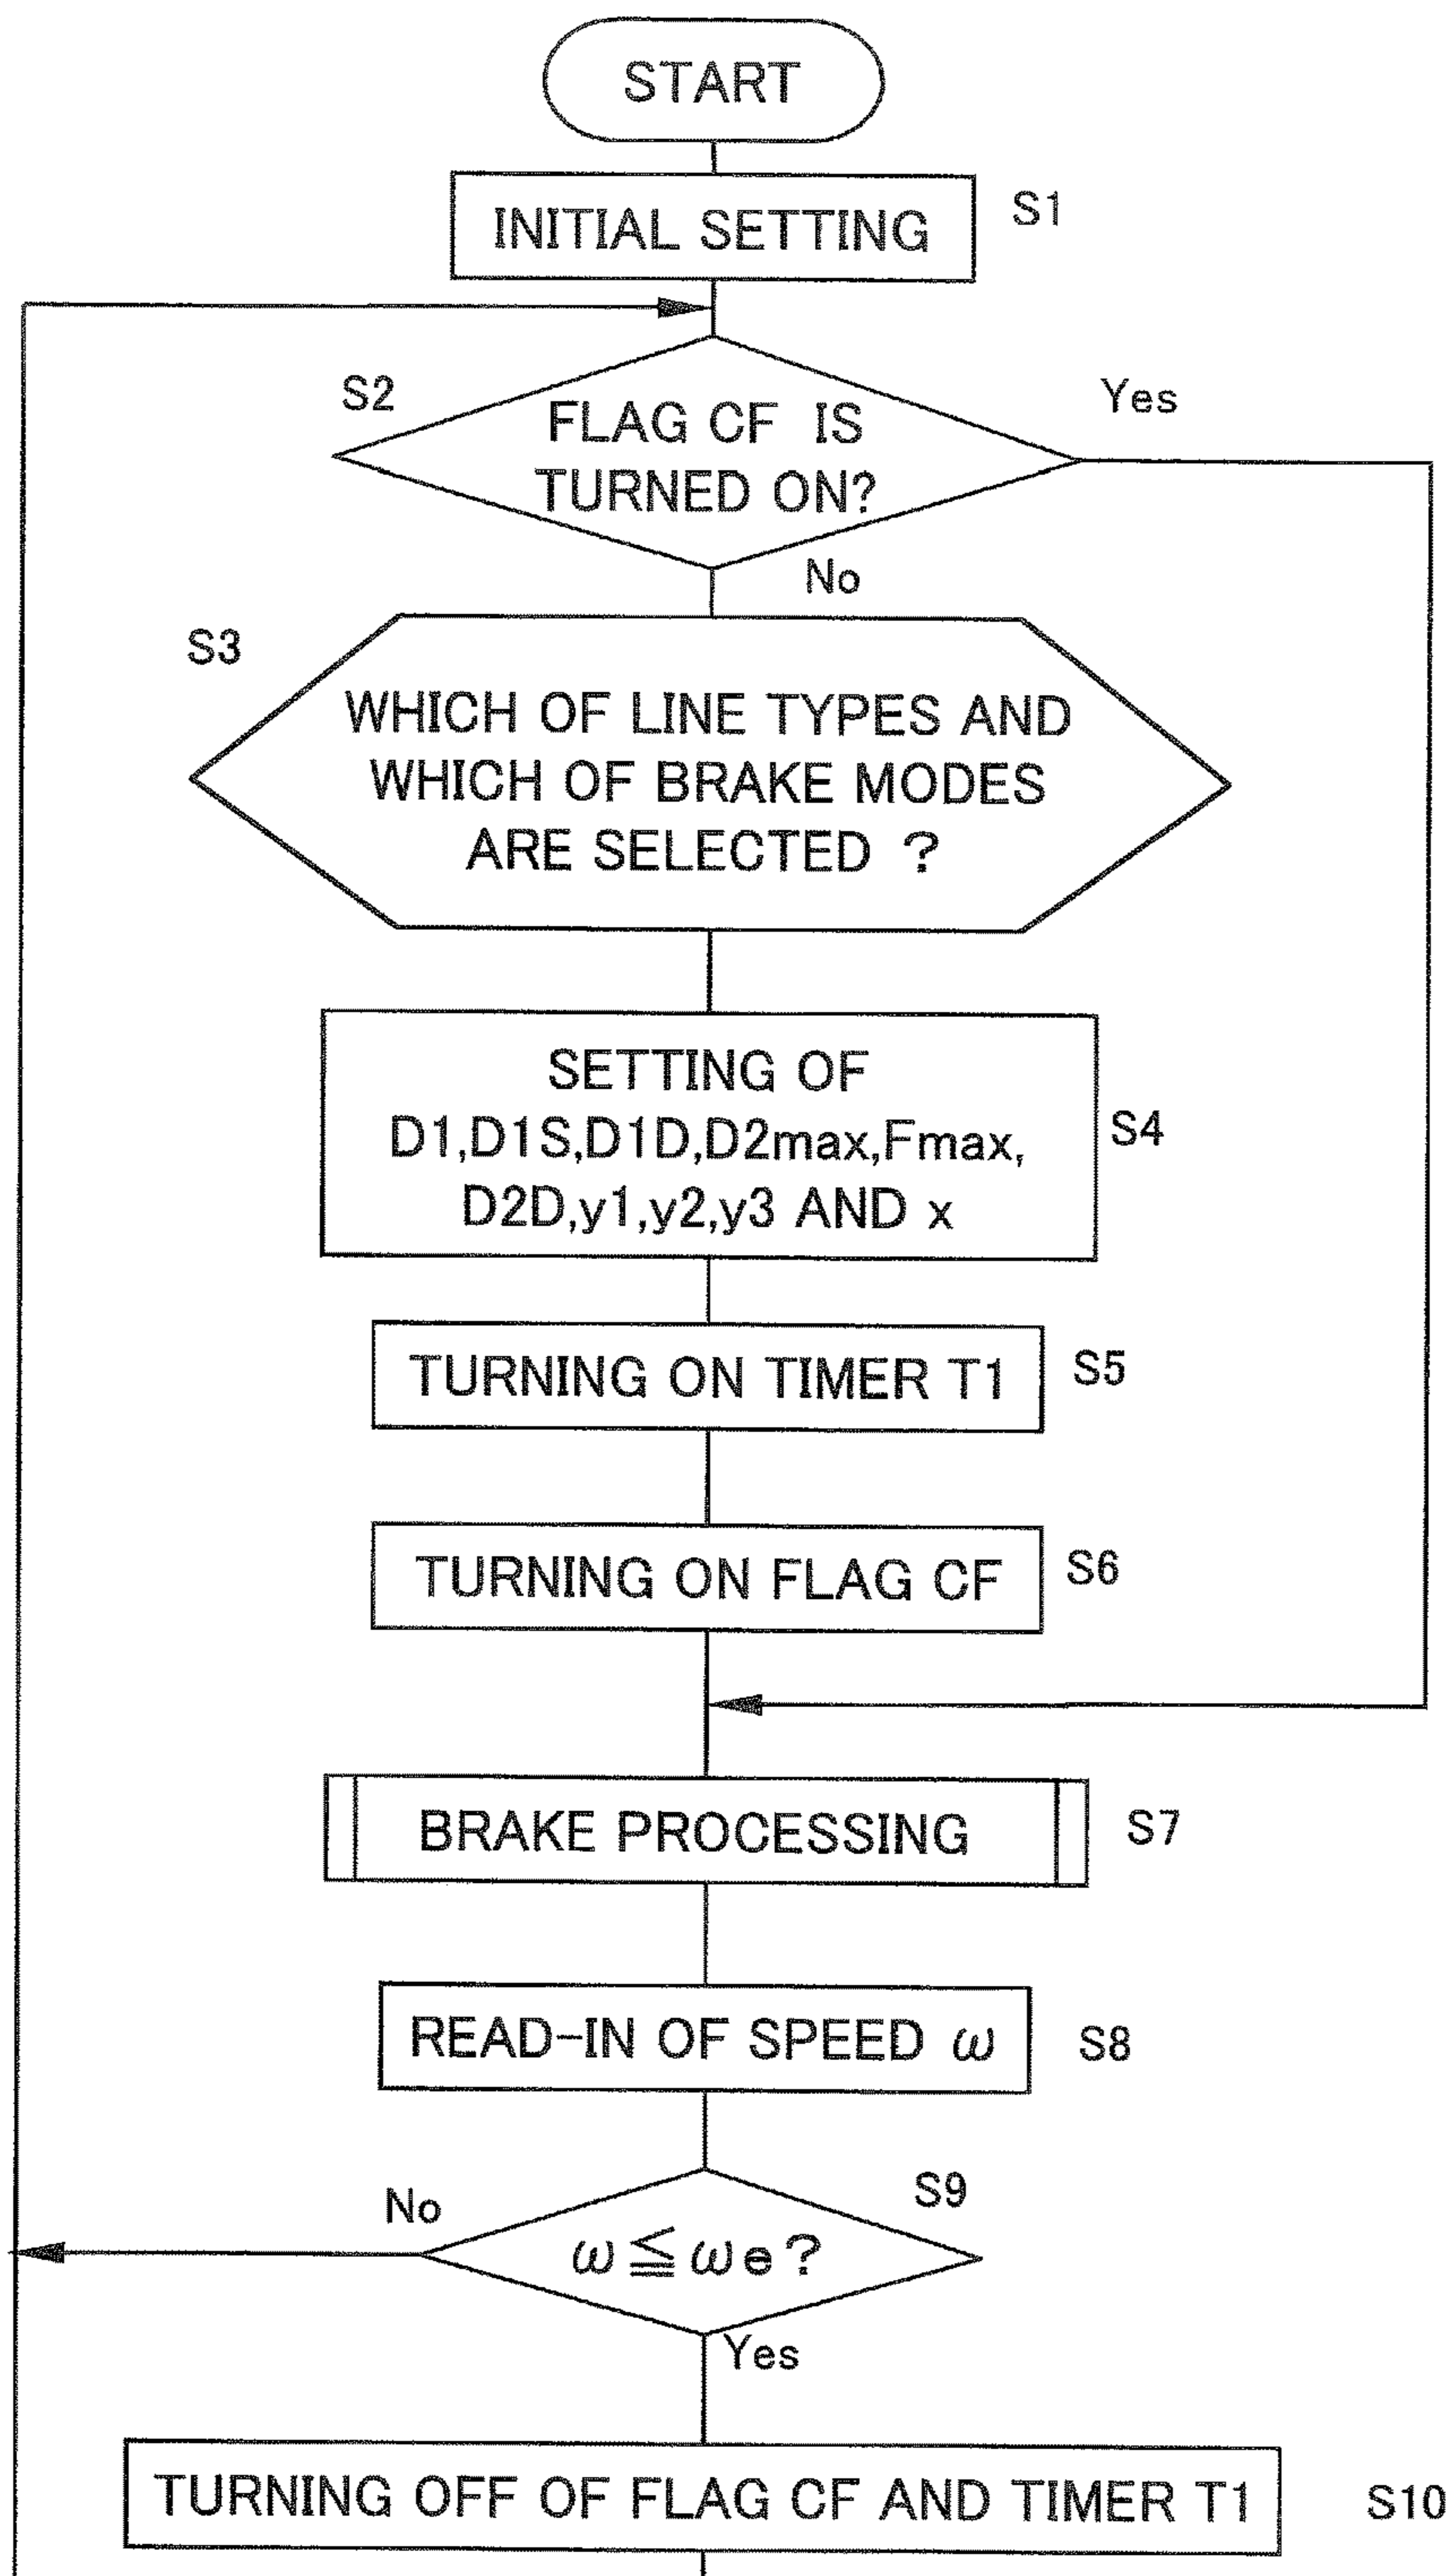 START
INITIAL SETTING
S1
S2
FLAG CF IS
TURNED ON?
Yes
No
S3
WHICH OF LINE TYPES AND
WHICH OF BRAKE MODES
ARE SELECTED ?
SETTING OF
D1,D1S,D1D,D2max,Fmax,
D2D,y1,y2,y3 AND x
S4
TURNING ON TIMER T1
S5
TURNING ON FLAG CF
S6
BRAKE PROCESSING
S7
READ-IN OF SPEED ω
S8
No
S9
ω≦ωe?
Yes
TURNING OFF OF FLAG CF AND TIMER T1
S10